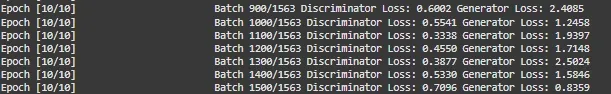 Epoch [10/10] Batch 900/1563 Discriminator Loss: 0.6002 Generator Loss: 2.4085
Epoch [10/10] Batch 1000/1563 Discriminator Loss: 0.5541 Generator Loss: 1.2458
Epoch [10/10] Batch 1100/1563 Discriminator Loss: 0.3338 Generator Loss: 1.9397
Epoch [10/10] Batch 1200/1563 Discriminator Loss: 0.4550 Generator Loss: 1.7148
Epoch [10/10] Batch 1300/1563 Discriminator Loss: 0.3877 Generator Loss: 2.5024
Epoch [10/10] Batch 1400/1563 Discriminator Loss: 0.5330 Generator Loss: 1.5846
Epoch [10/10] Batch 1500/1563 Discriminator Loss: 0.7096 Generator Loss: 0.8359